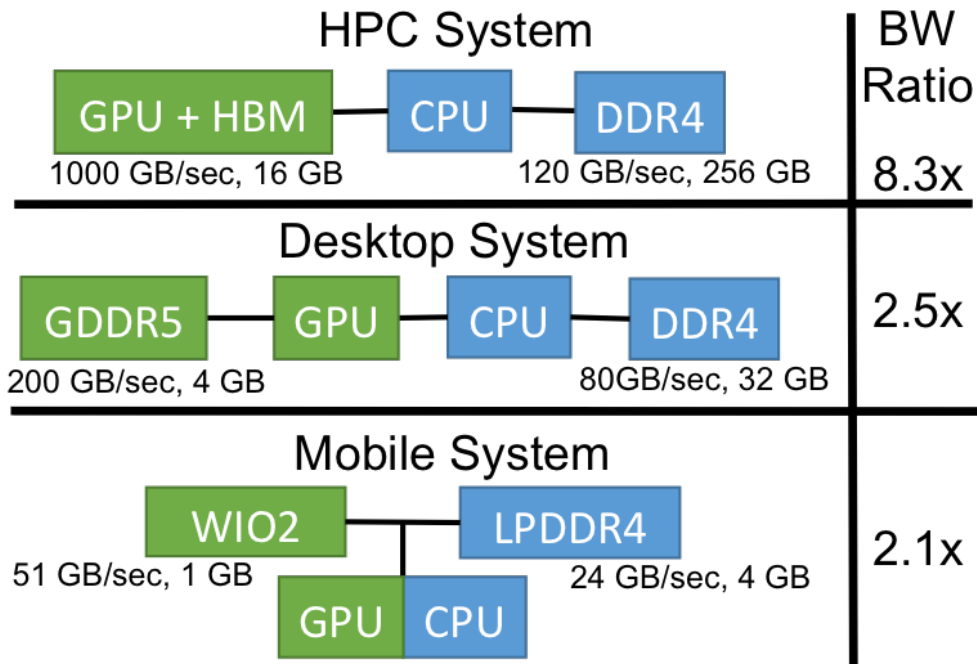 HPC System
BW
Ratio
GPU + HBM
CPU
DDR4
1000 GB/sec, 16 GB
120 GB/sec, 256 GB
8.3x
Desktop System
GDDR5
GPU
CPU
DDR4
2.5x
200 GB/sec, 4 GB
80GB/sec, 32 GB
Mobile System
WIO2
LPDDR4
2.1x
51 GB/sec, 1 GB
24 GB/sec, 4 GB
GPU
CPU